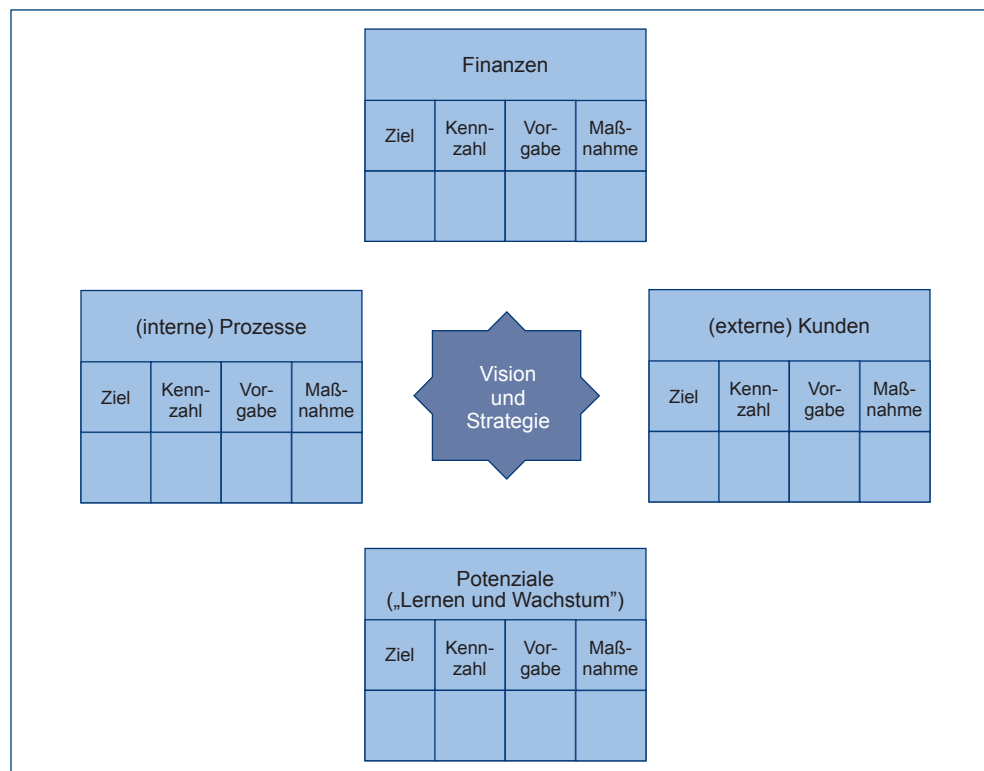 Finanzen
Ziel
Kenn-
zahl
Vor-
gabe
Maß-
nahme
(interne) Prozesse
Ziel
Kenn-
zahl
Vor-
gabe
Maß-
nahme
Vision
und
Strategie
(externe) Kunden
Ziel
Kenn-
zahl
Vor-
gabe
Maß-
nahme
Potenziale
(„Lernen und Wachstum”)
Ziel
Kenn-
zahl
Vor-
gabe
Maß-
nahme